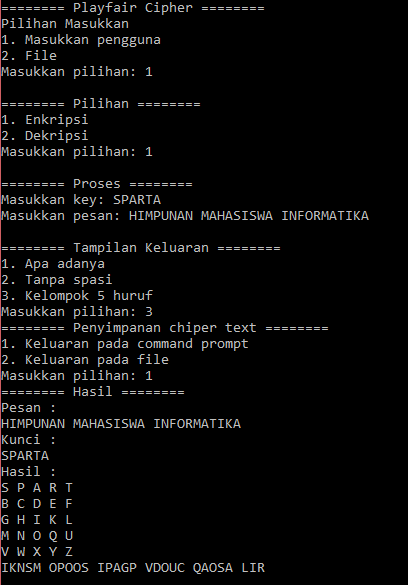 ======== Playfair Cipher ========
Pilihan Masukkan
1. Masukkan pengguna
2. File
Masukkan pilihan: 1
======== Pilihan ========
1. Enkripsi
2. Dekripsi
Masukkan pilihan: 1
======== Proses ========
Masukkan key: SPARTA
Masukkan pesan: HIMPUNAN MAHASISWA INFORMATIKA
======== Tampilan Keluaran ========
1. Apa adanya
2. Tanpa spasi
3. Kelompok 5 huruf
Masukkan pilihan: 3
======== Penyimpanan chiper text ========
1. Keluaran pada command prompt
2. Keluaran pada file
Masukkan pilihan: 1
======== Hasil ========
Pesan :
HIMPUNAN MAHASISWA INFORMATIKA
Kunci :
SPARTA
Hasil :
S P A R T
B C D E F
G H I K L
M N O Q U
V W X Y Z
IKNSM OPOOS IPAGP VDOUC QAOSA LIR